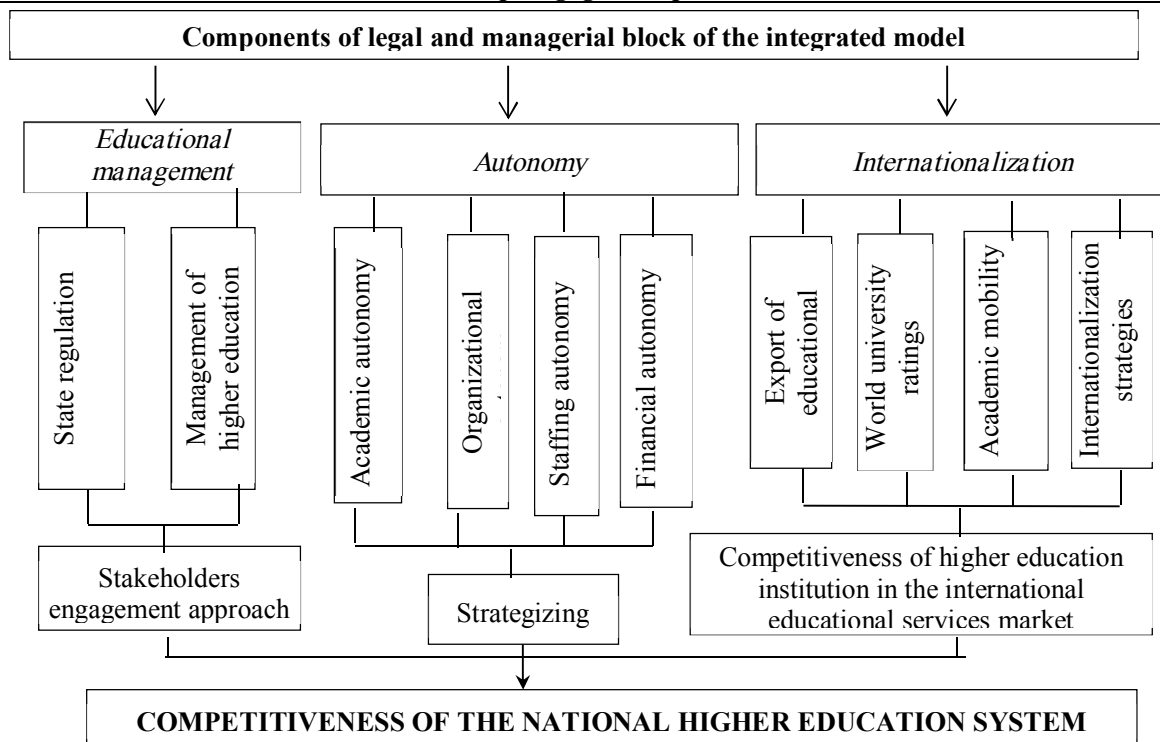 Components of legal and managerial block of the integrated model
Educational
management
Autonomy
Internationalization
State regulation
Management of
higher education
Academic autonomy
Organizational
Staffing autonomy
Financial autonomy
Export of
educational
World university
ratings
Academic mobility
Internationalization
strategies
Stakeholders
engagement approach
Strategizing
Competitiveness of higher education
institution in the international
educational services market
COMPETITIVENESS OF THE NATIONAL HIGHER EDUCATION SYSTEM